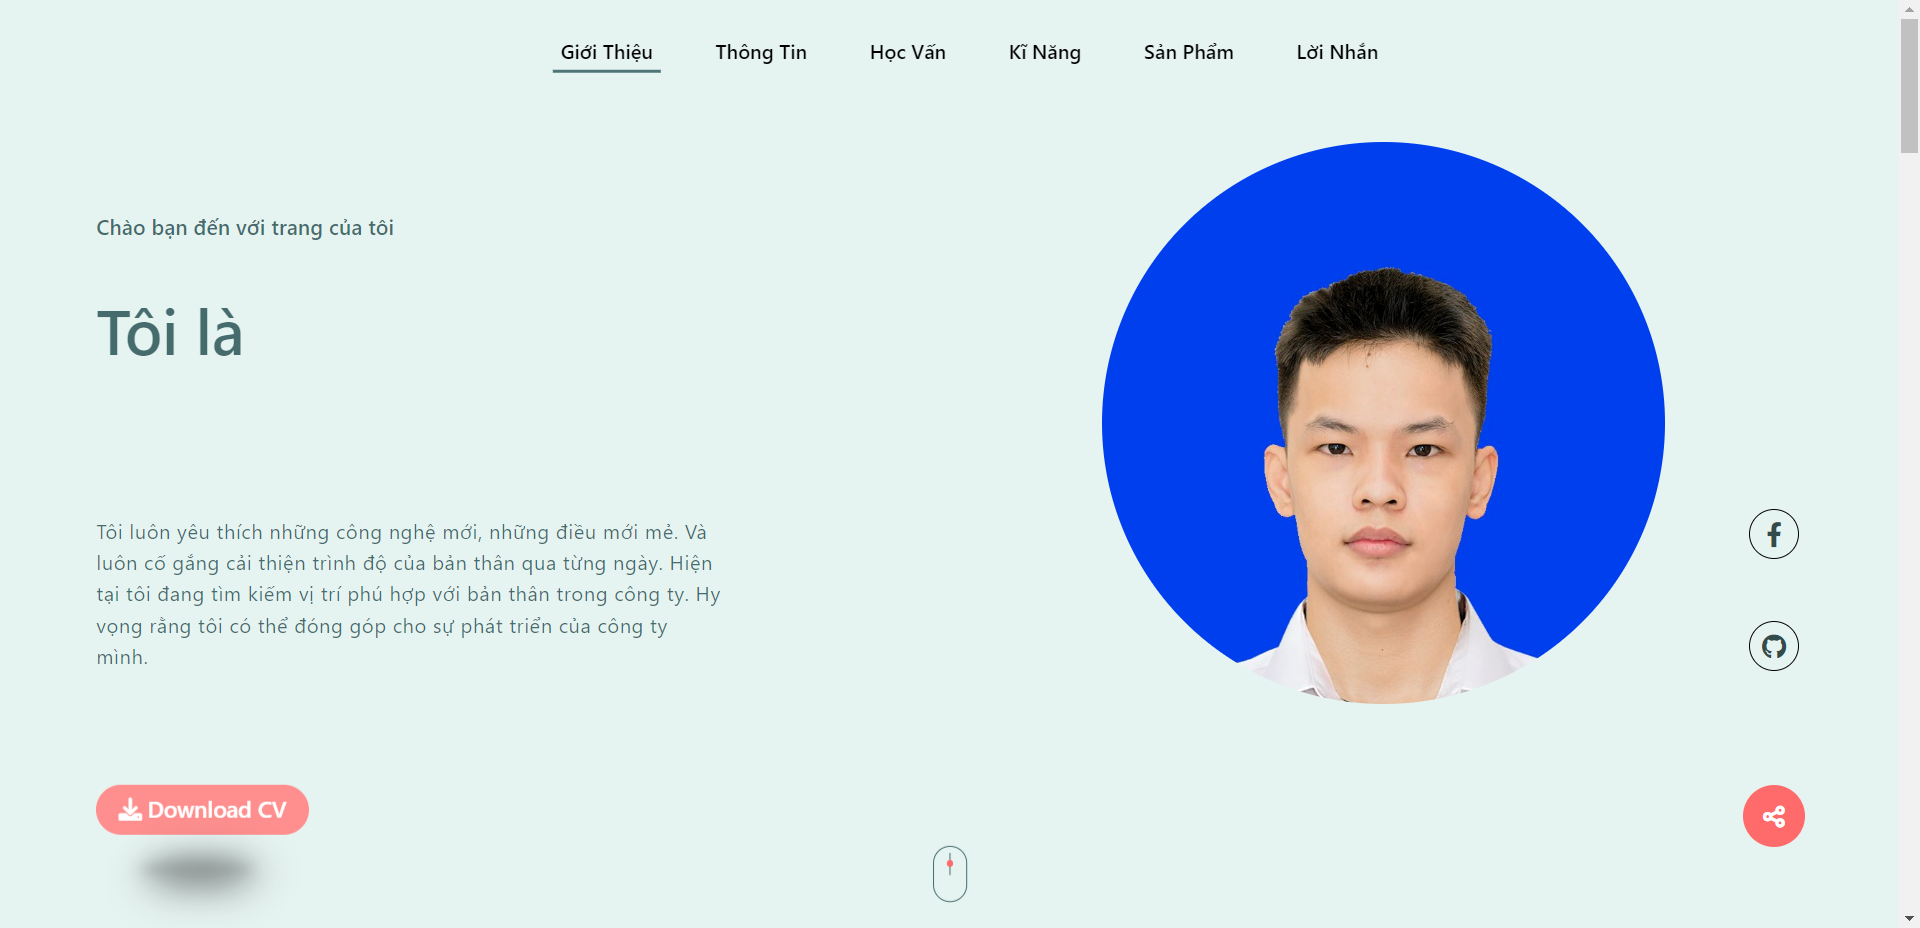 Giới Thiệu
Thông Tin
Học Vấn
Kĩ Năng
Sản Phẩm
Lời Nhắn
Chào bạn đến với trang của tôi
Tôi là
Tôi luôn yêu thích những công nghệ mới, những điều mới mẻ. Và
luôn cố gắng cải thiện trình độ của bản thân qua từng ngày. Hiện
tại tôi đang tìm kiếm vị trí phú hợp với bản thân trong công ty. Hy
vọng rằng tôi có thể đóng góp cho sự phát triển của công ty
mình.
Download CV